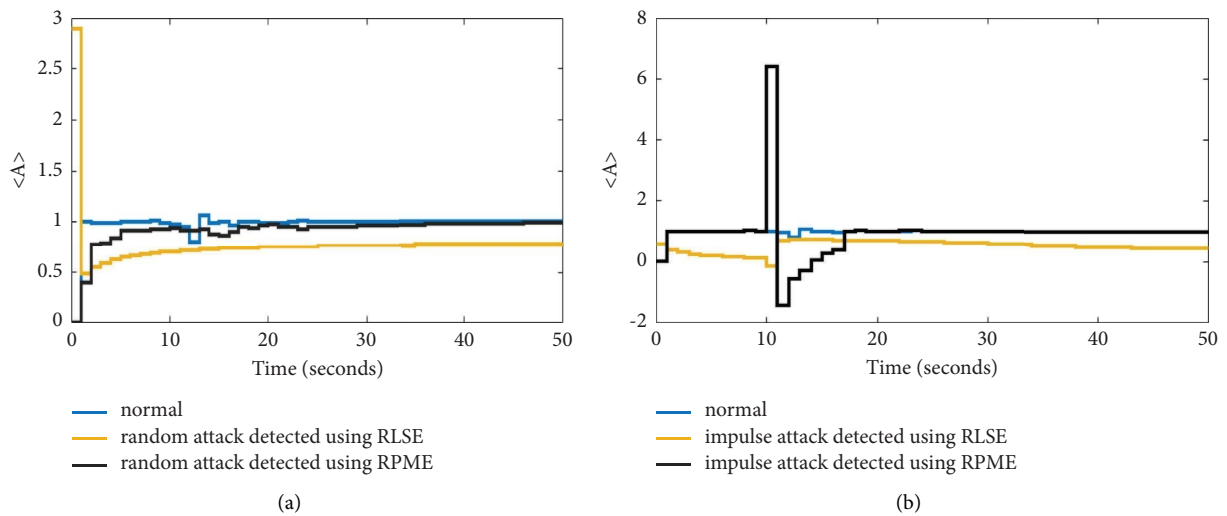 3
2.5
2
1.5
1
0.5
0
<A>
0
10
20
30
40
50
Time (seconds)
normal
random attack detected using RLSE
random attack detected using RPME
(a)
8
6
4
2
0
-2
<A>
0
10
20
30
40
50
Time (seconds)
normal
impulse attack detected using RLSE
impulse attack detected using RPME
(b)